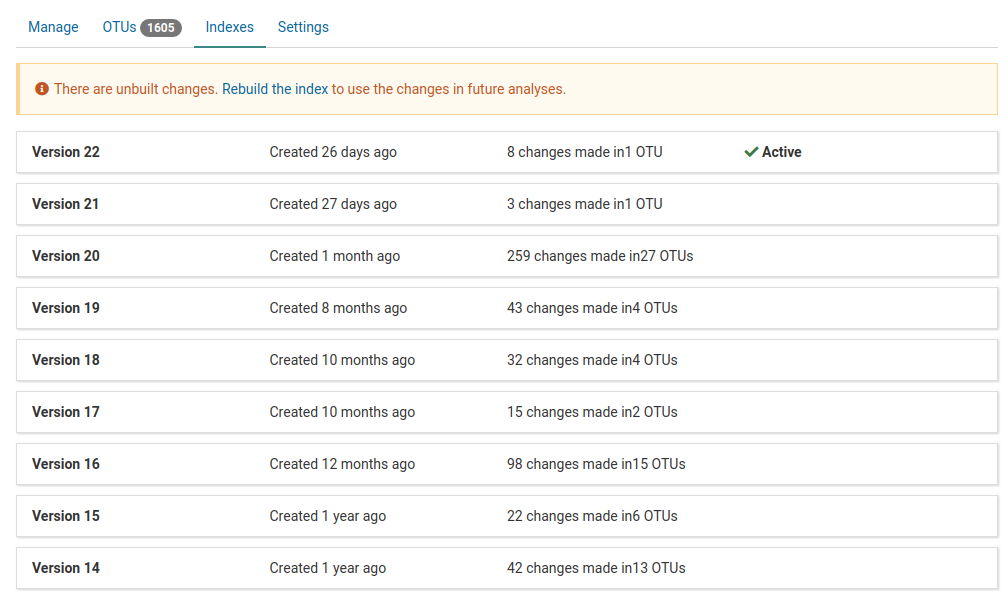 Manage OTUs 1605 Indexes Settings
There are unbuilt changes. Rebuild the index to use the changes in future analyses.
Version 22 Created 26 days ago 8 changes made in1 OTU Active
Version 21 Created 27 days ago 3 changes made in1 OTU
Version 20 Created 1 month ago 259 changes made in27 OTUs
Version 19 Created 8 months ago 43 changes made in4 OTUs
Version 18 Created 10 months ago 32 changes made in4 OTUs
Version 17 Created 10 months ago 15 changes made in2 OTUs
Version 16 Created 12 months ago 98 changes made in15 OTUs
Version 15 Created 1 year ago 22 changes made in6 OTUs
Version 14 Created 1 year ago 42 changes made in13 OTUs